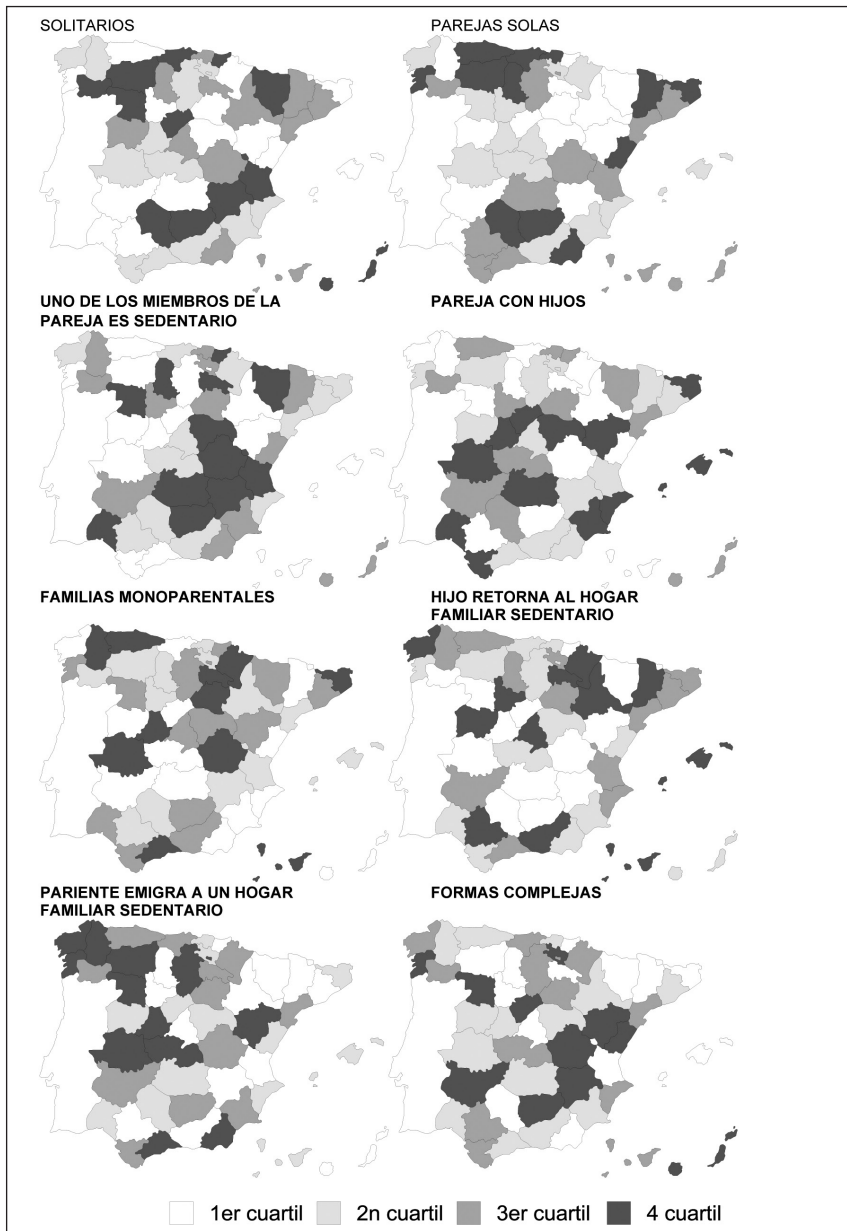 SOLITARIOS
PAREJAS SOLAS
UNO DE LOS MIEMBROS DE LA
PAREJA ES SEDENTARIO
PAREJA CON HIJOS
FAMILIAS MONOPARENTALES
HIJO RETORNA AL HOGAR
FAMILIAR SEDENTARIO
PARIENTE EMIGRA A UN HOGAR
FAMILIAR SEDENTARIO
FORMAS COMPLEJAS
1er cuartil
2n cuartil
3er cuartil
4 cuartil